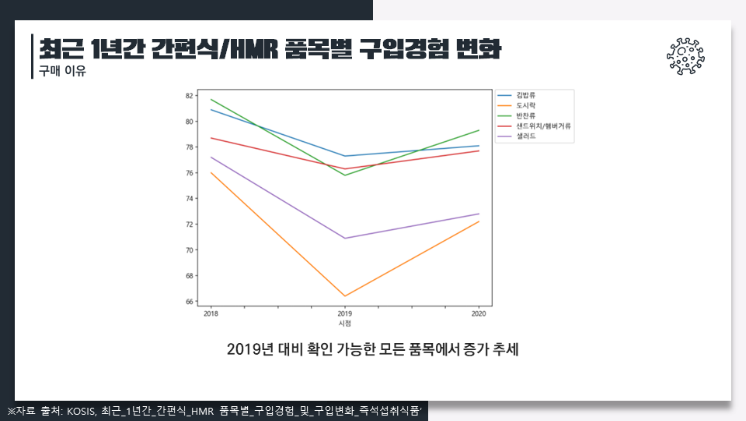 최근 1년간 간편식/HMR 품목별 구입경험 변화
구매 이유
82
80
78
76
74
72
70
68
66
2018
2019
2020
시점
김밥류
도시락
반찬류
샌드위치/햄버거류
샐러드
2019년 대비 확인 가능한 모든 품목에서 증가 추세
※자료 출처: KOSIS, 최근_1년간_간편식_HMR 품목별_구입경험_및_구입변화_즉석섭취식품'